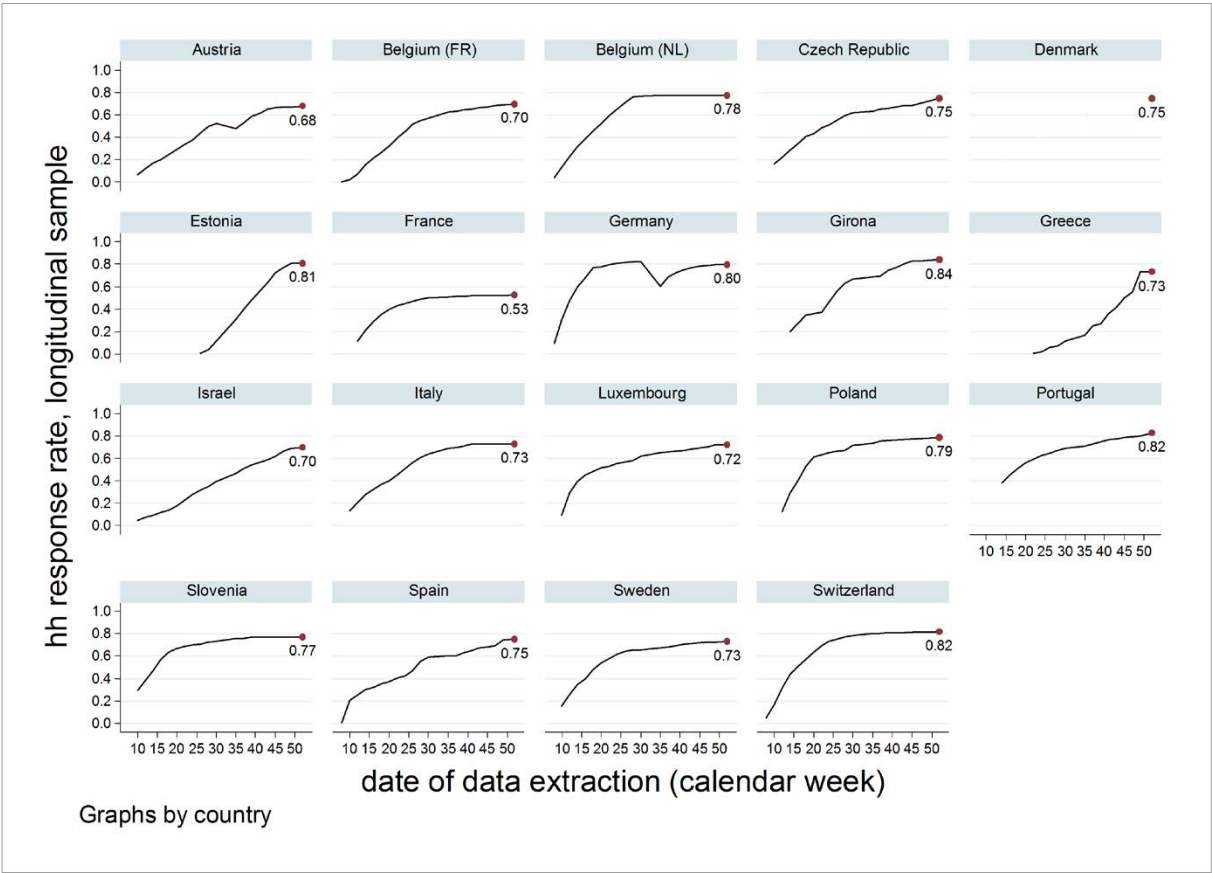 Austria Belgium (FR) Belgium (NL) Czech Republic Denmark
1.0
0.8
0.6
0.4
0.2
0.0
0.68 0.70 0.78 0.75 0.75
Estonia France Germany Girona Greece
1.0
0.8
0.6
0.4
0.2
0.0
0.81 0.53 0.80 0.84 0.73
Israel Italy Luxembourg Poland Portugal
1.0
0.8
0.6
0.4
0.2
0.0
0.70 0.73 0.72 0.79 0.82
10 15 20 25 30 35 40 45 50
Slovenia Spain Sweden Switzerland
1.0
0.8
0.6
0.4
0.2
0.0
0.77 0.75 0.73 0.82
10 15 20 25 30 35 40 45 50 10 15 20 25 30 35 40 45 50 10 15 20 25 30 35 40 45 50 10 15 20 25 30 35 40 45 50
hh response rate, longitudinal sample
date of data extraction (calendar week)
Graphs by country